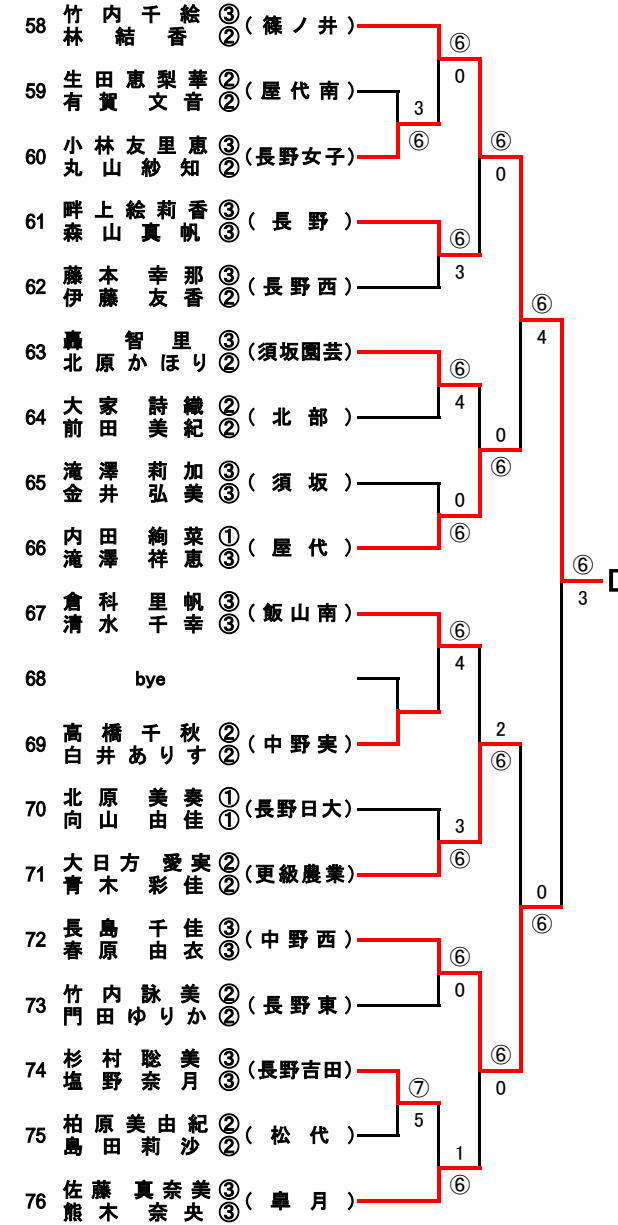 58 竹内千絵 ③ (篠ノ井)
林結香 ②
59 生田恵梨華 ② (屋代南)
有賀文音 ②
60 小林友里恵 ③ (長野女子)
丸山紗知 ②
61 畔上絵莉香 ③ (長野)
森山真帆 ③
62 藤本幸那 ③ (長野西)
伊藤友香 ②
63 轟智里 ③ (須坂園芸)
北原かほり ②
64 大家詩織 ② (北部)
前田美紀 ②
65 滝澤莉加 ③ (須坂)
金井弘美 ③
66 内田絢菜 ① (屋代)
滝澤祥恵 ③
67 倉科里帆 ③ (飯山南)
清水千幸 ③
68 bye
69 高橋千秋 ② (中野実)
白井ありす ②
70 北原美奏 ① (長野日大)
向山由佳 ①
71 大日方愛実 ② (更級農業)
青木彩佳 ②
72 長島千佳 ③ (中野西)
春原由衣 ③
73 竹内詠美 ② (長野東)
門田ゆりか ②
74 杉村聡美 ③ (長野吉田)
塩野奈月 ③
75 柏原美由紀 ② (松代)
島田莉沙 ②
76 佐藤真奈美 ③ (皐月)
熊木奈央 ③
3
⑥
⑦
5
⑥
0
⑥
3
⑥
4
0
⑥
⑥
4
3
⑥
⑥
0
1
⑥
⑥
0
0
⑥
2
⑥
⑥
0
⑥
4
0
⑥
⑥
3